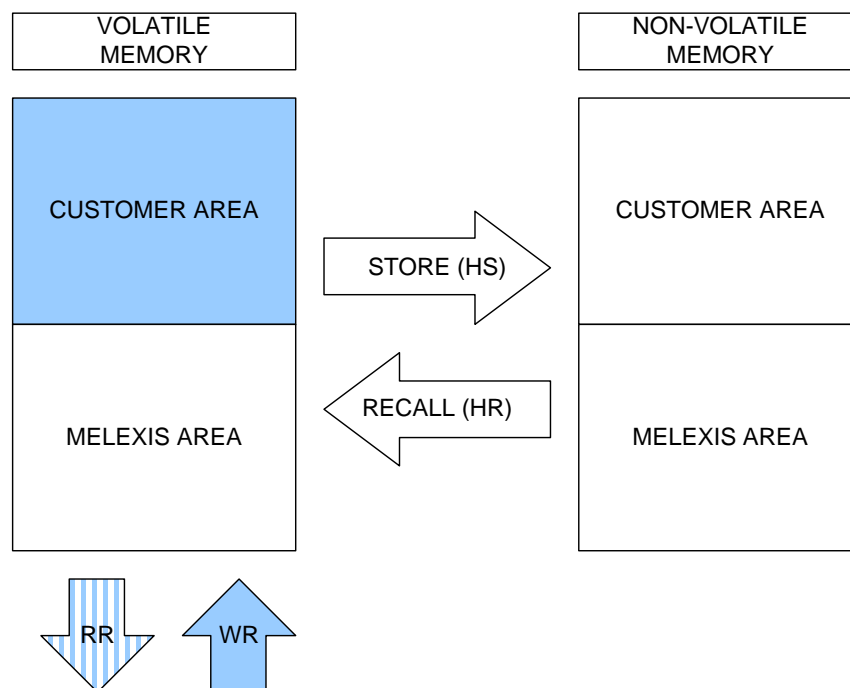 VOLATILE
MEMORY
NON-VOLATILE
MEMORY
CUSTOMER AREA
CUSTOMER AREA
STORE (HS)
RECALL (HR)
MELEXIS AREA
MELEXIS AREA
RR
WR